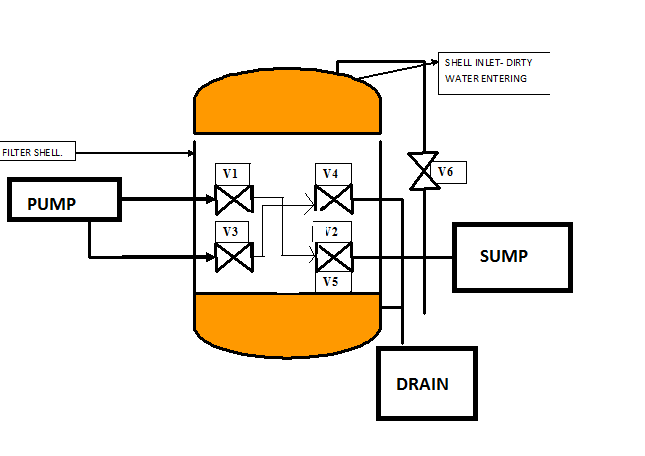 SHELL INLET- DIRTY
WATER ENTERING
FILTER SHELL.
V1
V4
V6
PUMP
V3
V2
SUMP
V5
DRAIN